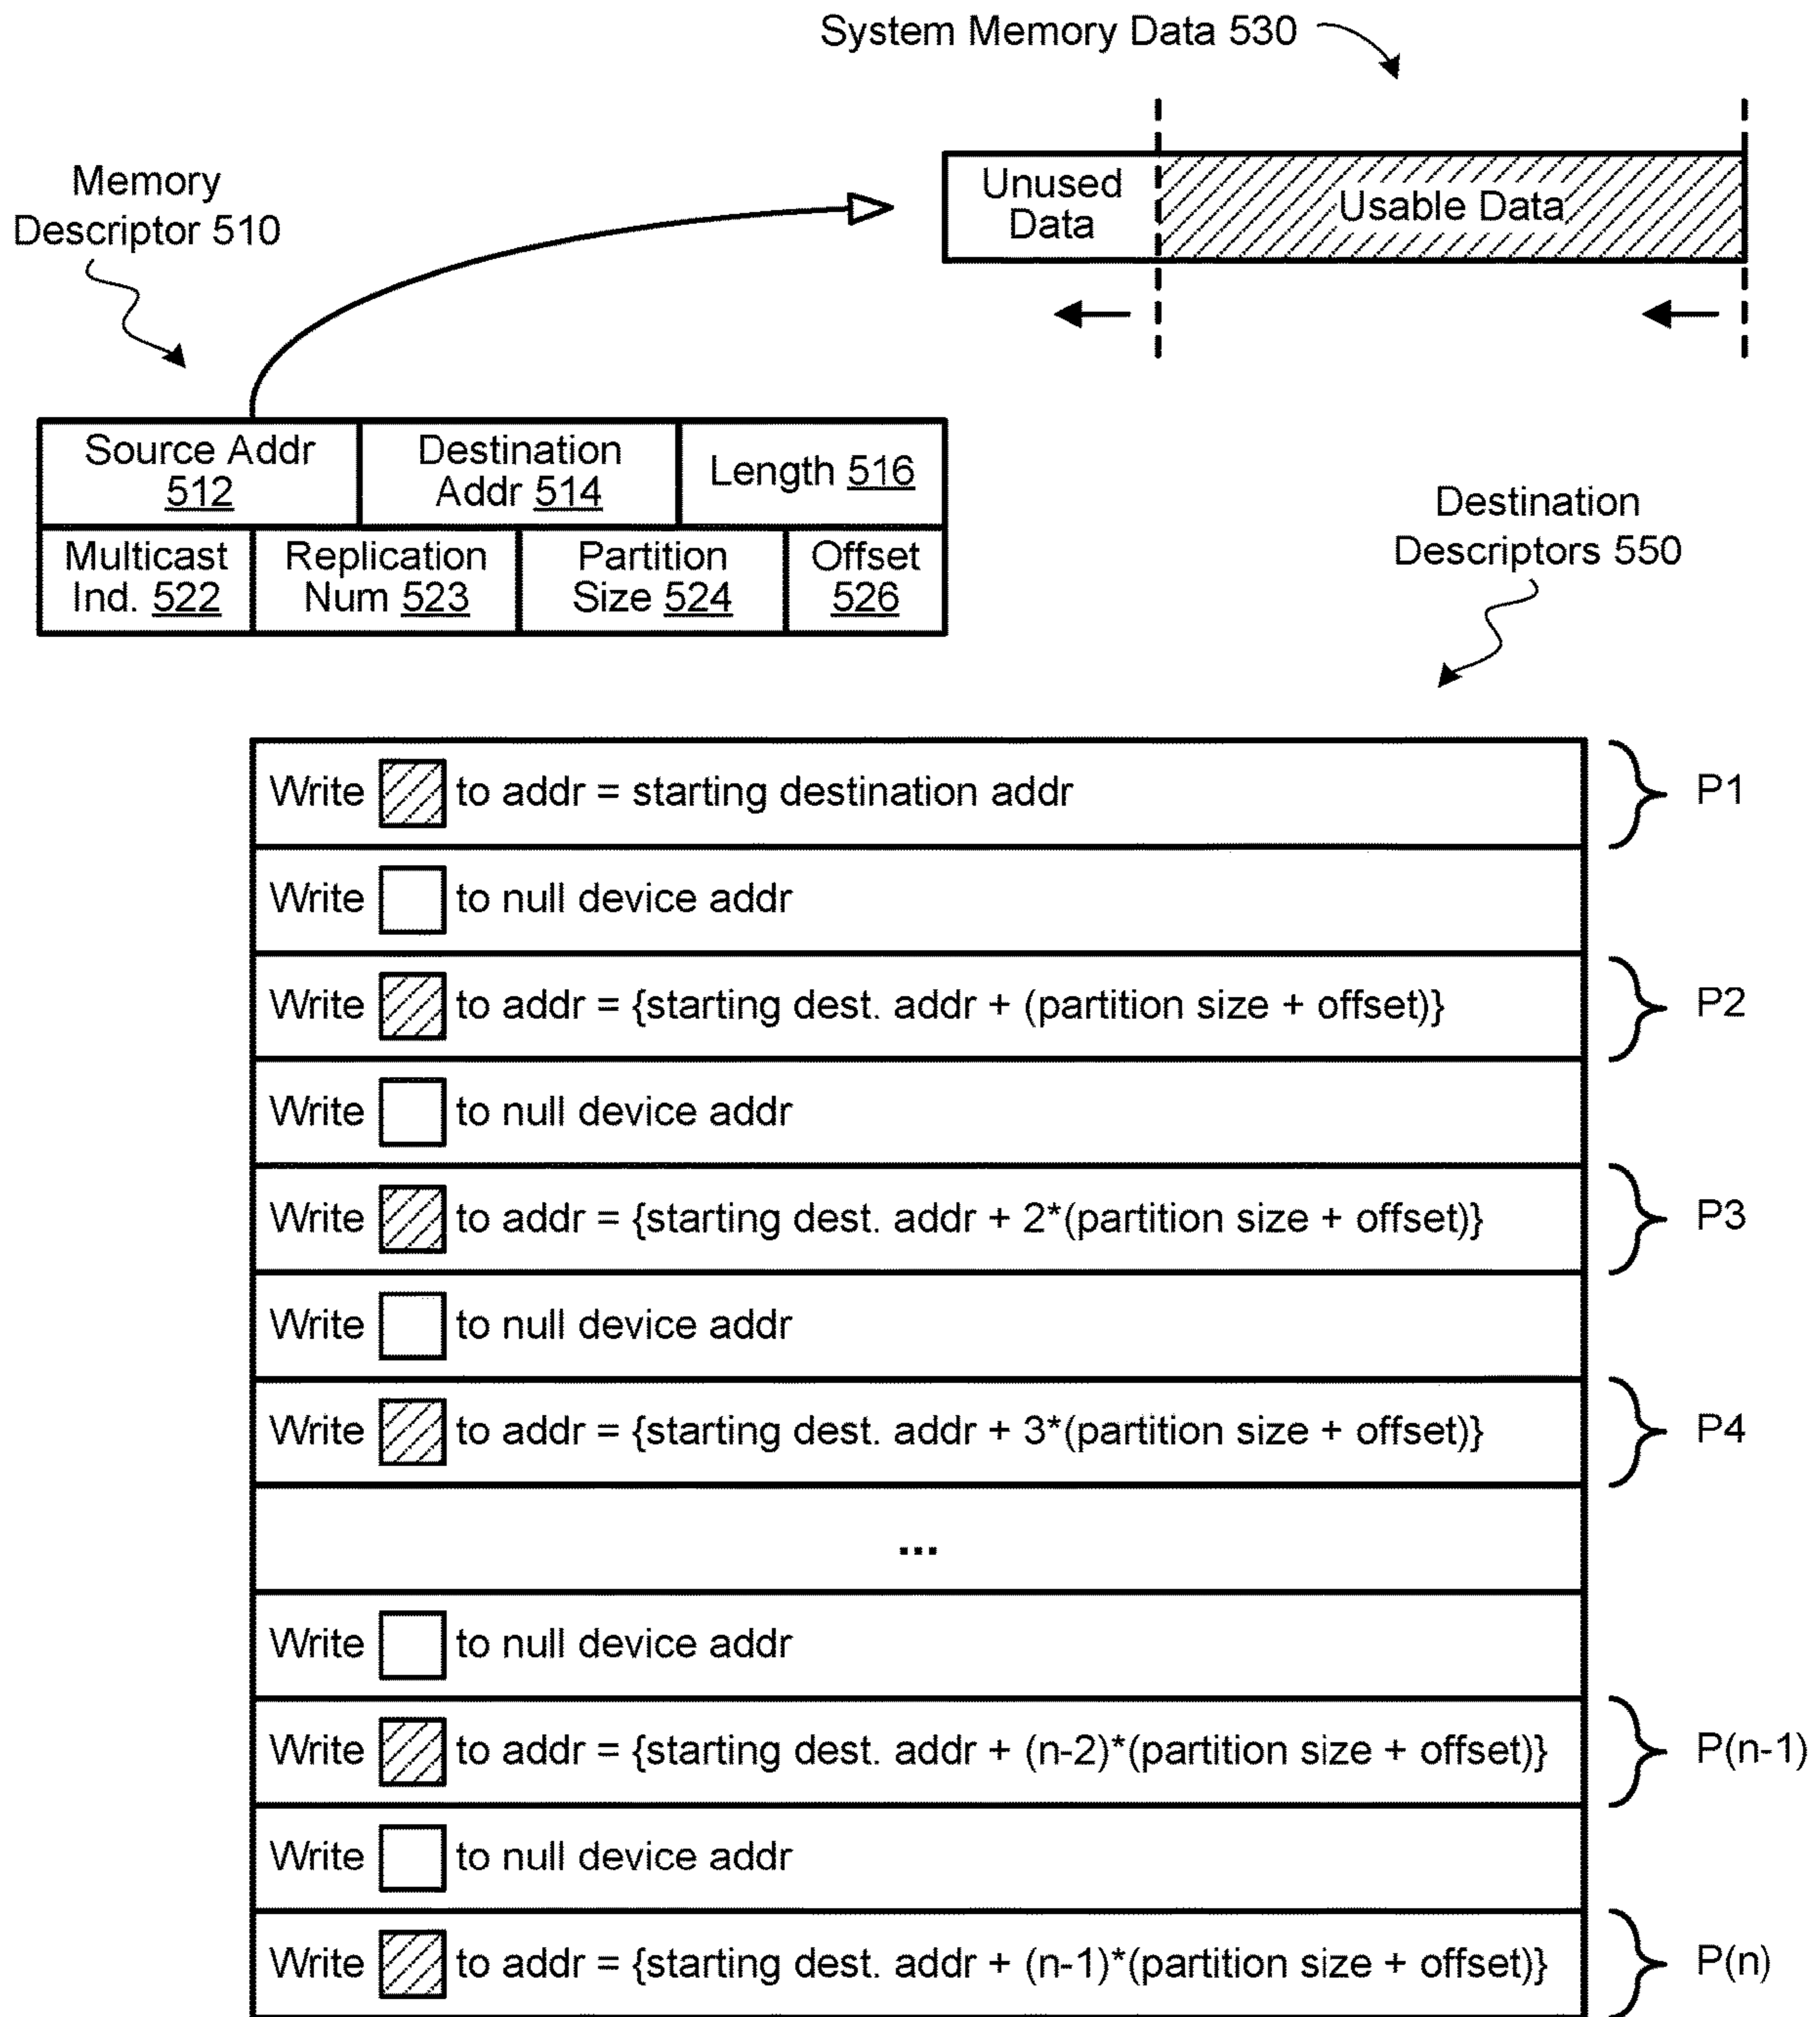 System Memory Data 530
Memory
Descriptor 510
Unused
Data
Usable Data
Source Addr
512
Destination
Addr 514
Length 516
Multicast
Ind. 522
Replication
Num 523
Partition
Size 524
Offset
526
Destination
Descriptors 550
Write to addr = starting destination addr
P1
Write to null device addr
Write to addr = {starting dest. addr + (partition size + offset)}
P2
Write to null device addr
Write to addr = {starting dest. addr + 2*(partition size + offset)}
P3
Write to null device addr
Write to addr = {starting dest. addr + 3*(partition size + offset)}
P4
...
Write to null device addr
Write to addr = {starting dest. addr + (n-2)*(partition size + offset)}
P(n-1)
Write to null device addr
Write to addr = {starting dest. addr + (n-1)*(partition size + offset)}
P(n)